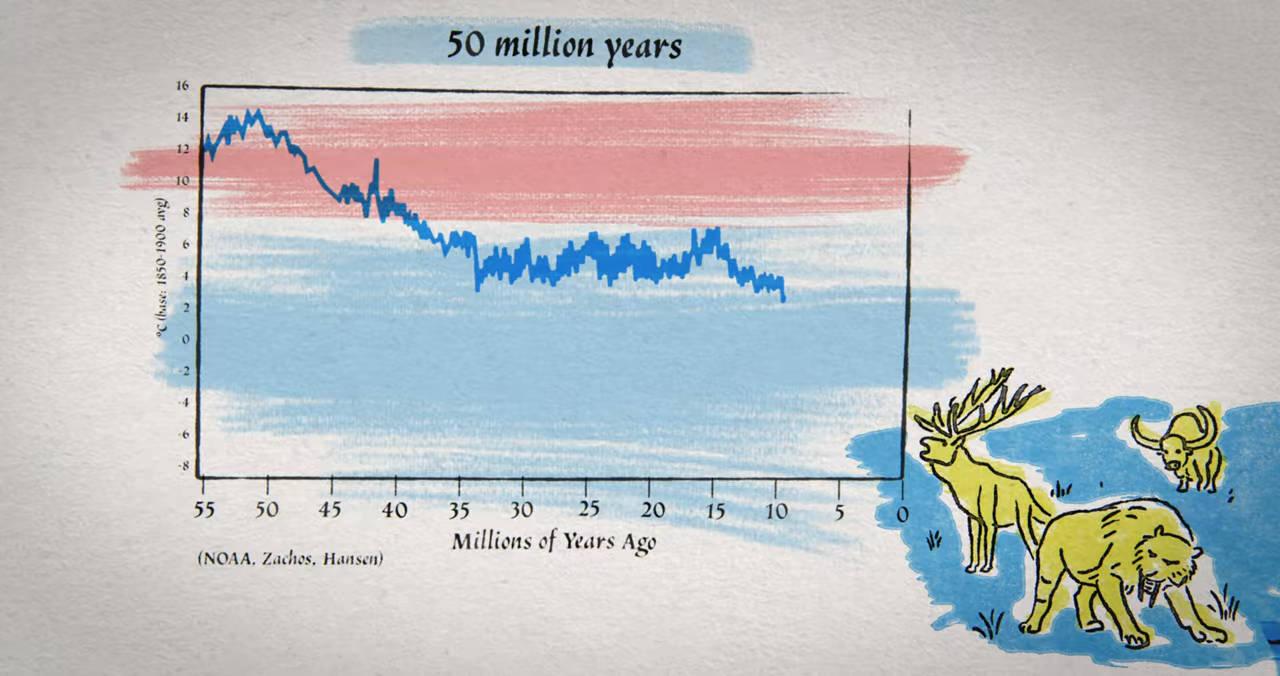 50 million years
16
14
12
10
8
6
4
2
0
-2
-4
-6
-8
°C (base: 1850-1900 avg)
55 50 45 40 35 30 25 20 15 10 5 0
Millions of Years Ago
(NOAA, Zachos, Hansen)